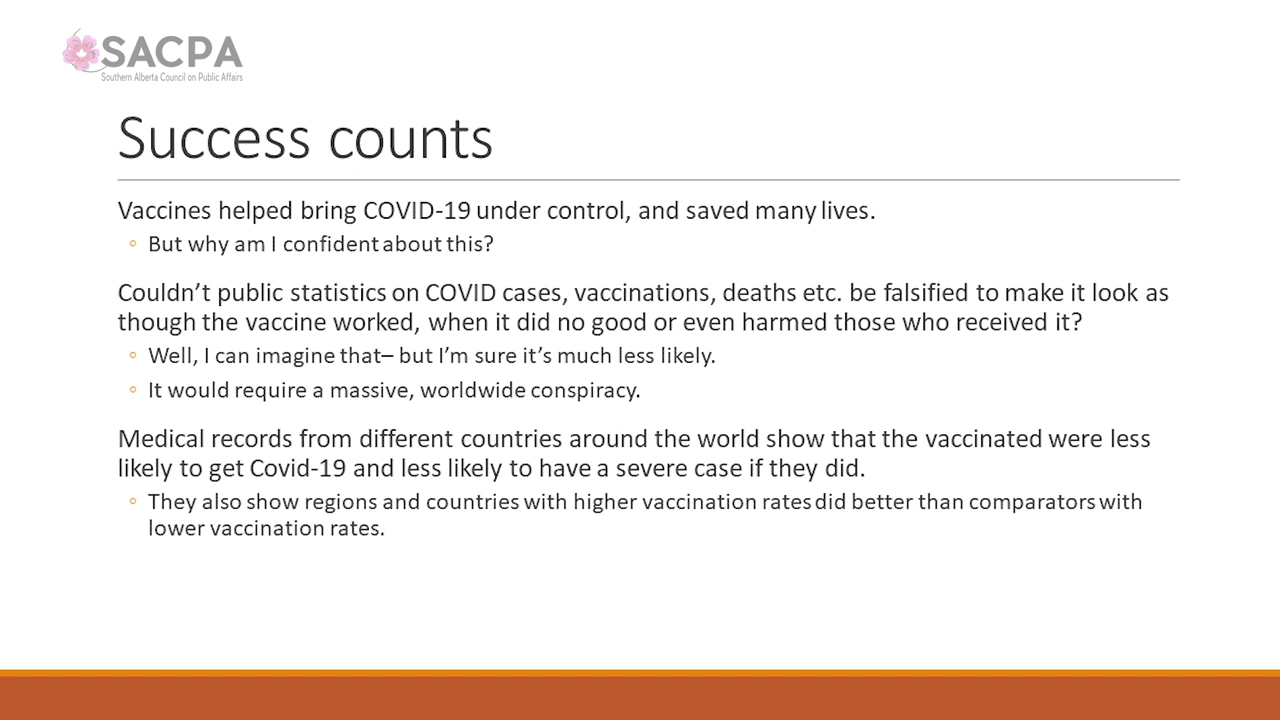 SACPA
Southern Alberta Council on Public Affairs
Success counts
Vaccines helped bring COVID-19 under control, and saved many lives.
◦ But why am I confident about this?
Couldn’t public statistics on COVID cases, vaccinations, deaths etc. be falsified to make it look as
though the vaccine worked, when it did no good or even harmed those who received it?
◦ Well, I can imagine that– but I’m sure it’s much less likely.
◦ It would require a massive, worldwide conspiracy.
Medical records from different countries around the world show that the vaccinated were less
likely to get Covid-19 and less likely to have a severe case if they did.
◦ They also show regions and countries with higher vaccination rates did better than comparators with
lower vaccination rates.